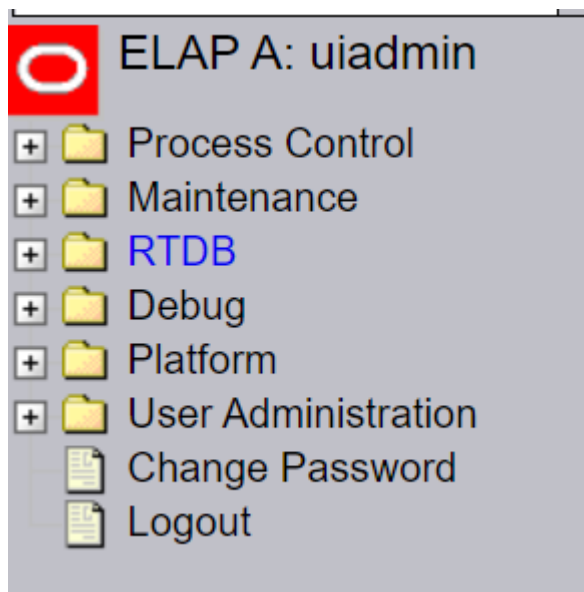 ELAP A: uiadmin
Process Control
Maintenance
RTDB
Debug
Platform
User Administration
Change Password
Logout